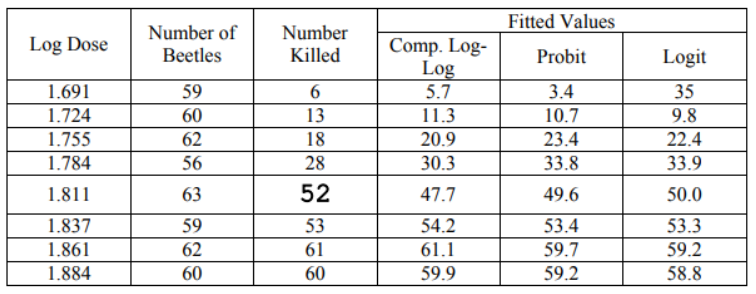 Log Dose Number of Beetles Number Killed Fitted Values
Comp. Log-Log Probit Logit
1.691 59 6 5.7 3.4 35
1.724 60 13 11.3 10.7 9.8
1.755 62 18 20.9 23.4 22.4
1.784 56 28 30.3 33.8 33.9
1.811 63 52 47.7 49.6 50.0
1.837 59 53 54.2 53.4 53.3
1.861 62 61 61.1 59.7 59.2
1.884 60 60 59.9 59.2 58.8